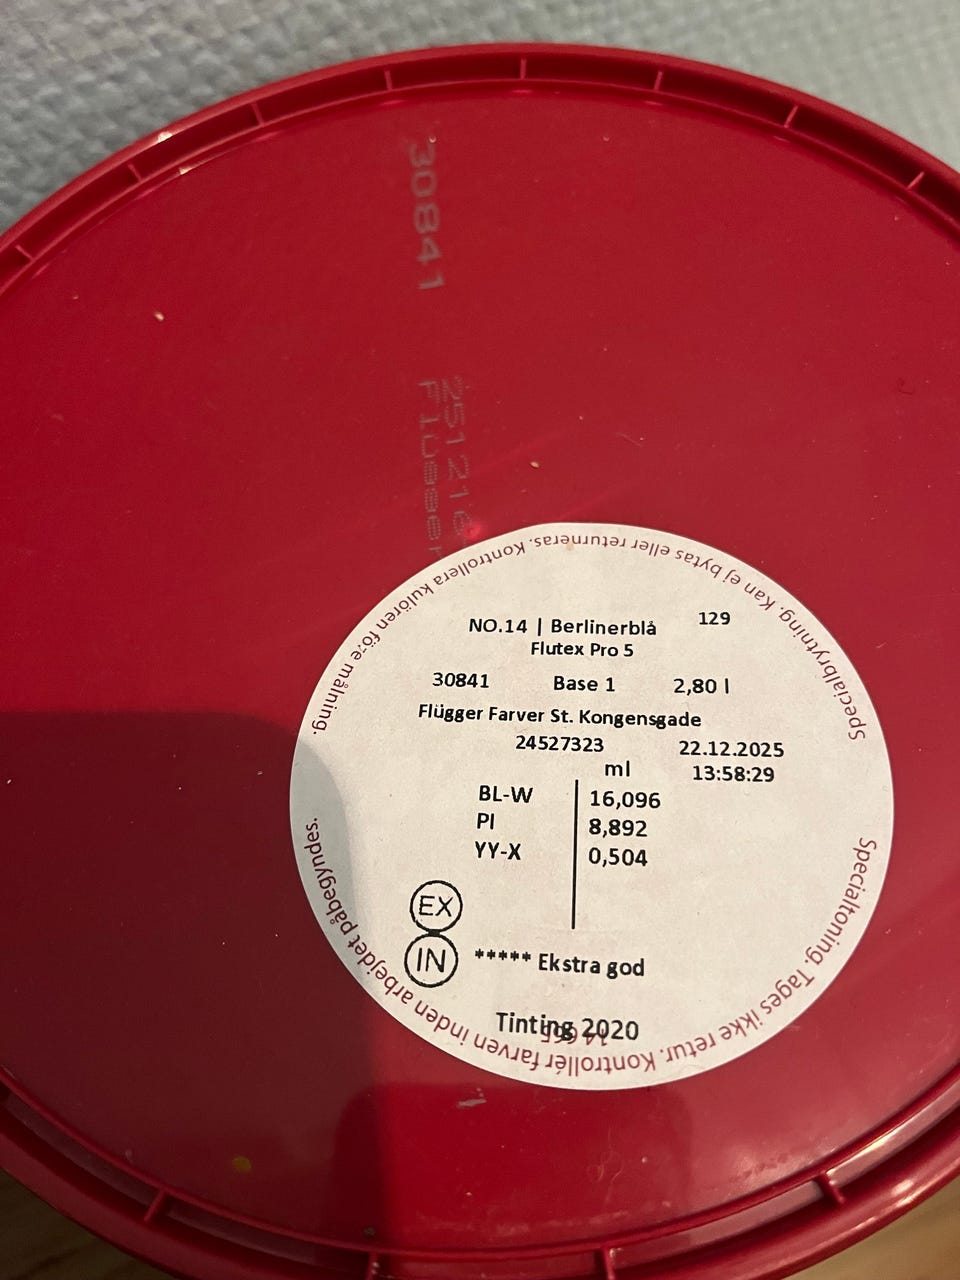 30841
251216
Flugger
NO.14 | Berlinerblå 129
Flutex Pro 5
30841 Base 1 2,80 l
Flügger Farver St. Kongensgade
24527323 22.12.2025
ml 13:58:29
BL-W 16,096
PI 8,892
YY-X 0,504
EX
IN ***** Ekstra god
Tinting 2020
Specialbrytning. Kan ej bytas eller returneras. Kontrollera kulören före målning.
Specialtoning. Tages ikke retur. Kontrollér farven inden arbejdet påbegyndes.